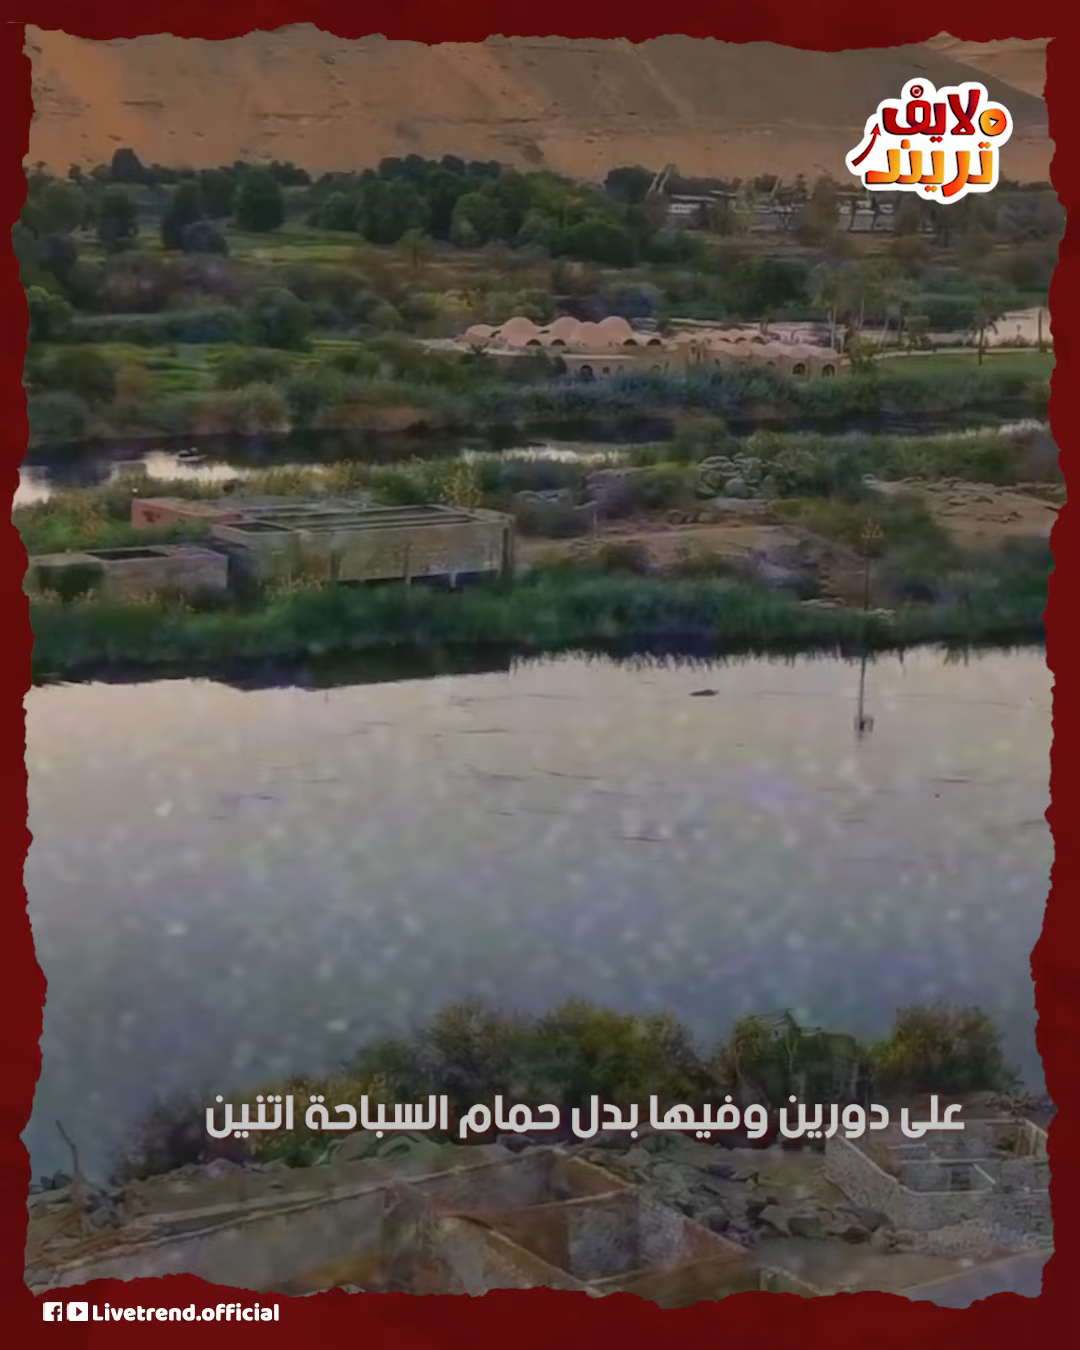 لايف
تريند
على دورين وفيها بدل حمام السباحة اتنين
Livetrend.official